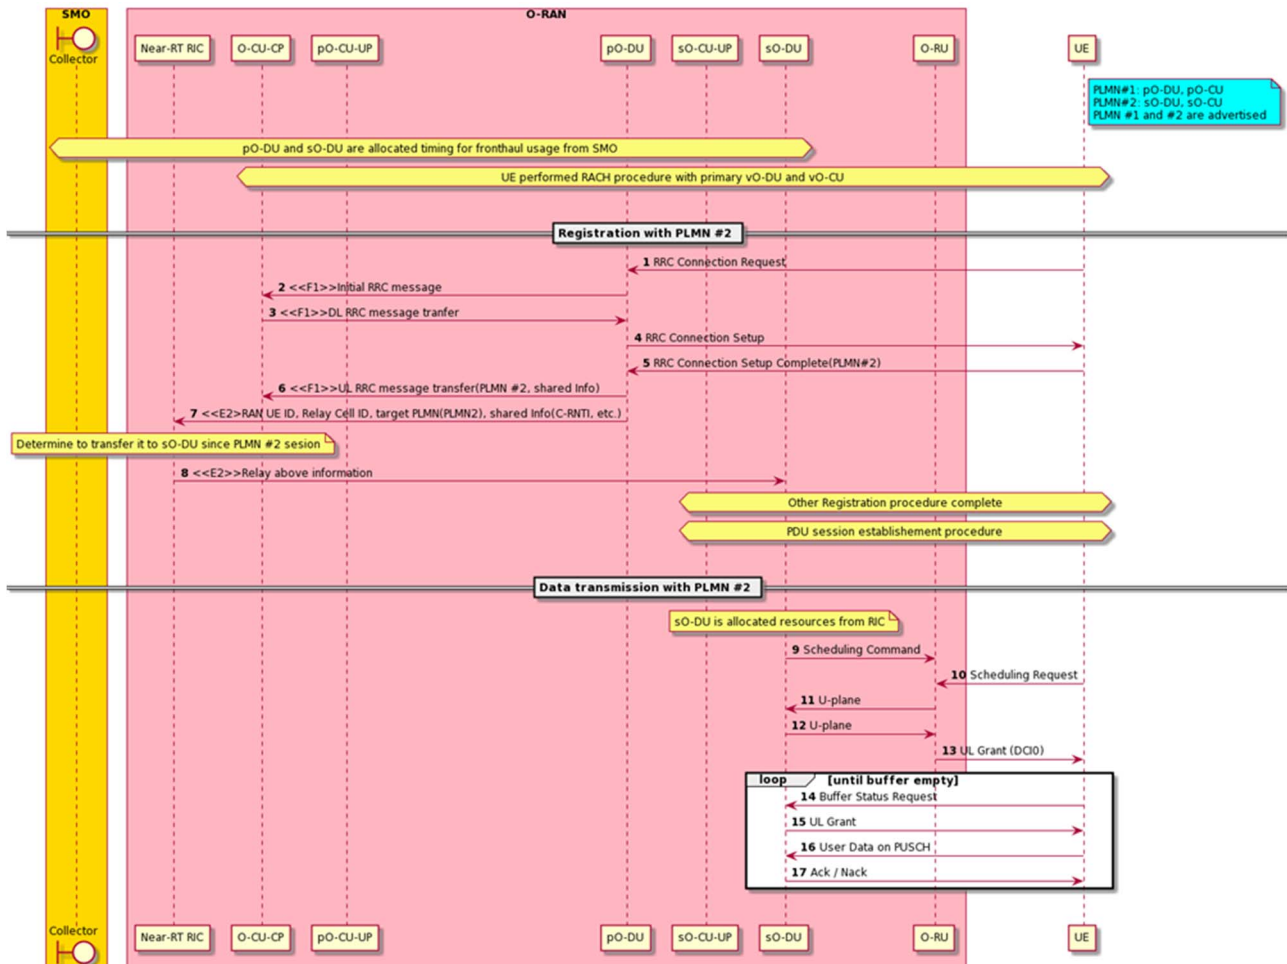 SMO
O-RAN
Collector
Near-RT RIC
O-CU-CP
pO-CU-UP
pO-DU
sO-CU-UP
sO-DU
O-RU
UE
PLMN#1: pO-DU, pO-CU
PLMN#2: sO-DU, sO-CU
PLMN #1 and #2 are advertised
pO-DU and sO-DU are allocated timing for fronthaul usage from SMO
UE performed RACH procedure with primary vO-DU and vO-CU
Registration with PLMN #2
1 RRC Connection Request
2 <<F1>>Initial RRC message
3 <<F1>>DL RRC message tranfer
4 RRC Connection Setup
5 RRC Connection Setup Complete(PLMN#2)
6 <<F1>>UL RRC message transfer(PLMN #2, shared Info)
7 <<E2>RAN UE ID, Relay Cell ID, target PLMN(PLMN2), shared Info(C-RNTI, etc.)
Determine to transfer it to sO-DU since PLMN #2 sesion
8 <<E2>>Relay above information
Other Registration procedure complete
PDU session establishement procedure
Data transmission with PLMN #2
sO-DU is allocated resources from RIC
9 Scheduling Command
10 Scheduling Request
11 U-plane
12 U-plane
13 UL Grant (DCI0)
loop [until buffer empty]
14 Buffer Status Request
15 UL Grant
16 User Data on PUSCH
17 Ack / Nack
Collector
Near-RT RIC
O-CU-CP
pO-CU-UP
pO-DU
sO-CU-UP
sO-DU
O-RU
UE